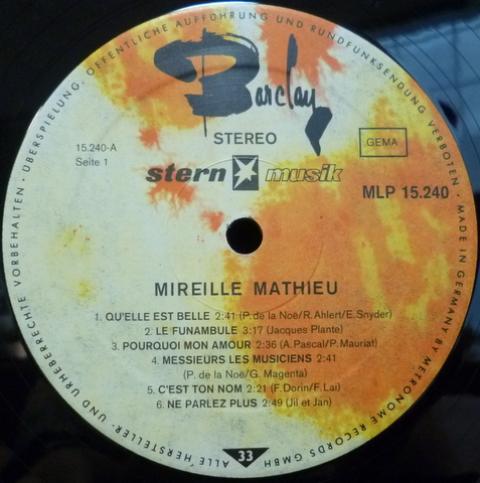 Barclay
STEREO
15.240-A
Seite 1
GEMA
stern musik
MLP 15.240
MIREILLE MATHIEU
1. QU'ELLE EST BELLE 2:41 (P. de la Noë/R. Ahlert/E. Snyder)
2. LE FUNAMBULE 3:17 (Jacques Plante)
3. POURQUOI MON AMOUR 2:36 (A. Pascal/P. Mauriat)
4. MESSIEURS LES MUSICIENS 2:41
(P. de la Noë/G. Magenta)
5. C'EST TON NOM 2:21 (F. Dorin/F. Lai)
6. NE PARLEZ PLUS 2:49 (Jil et Jan)
33
ALLE HERSTELLER- UND URHEBERRECHTE VORBEHALTEN · ÜBERSPIELUNG, ÖFFENTLICHE AUFFÜHRUNG UND RUNDFUNKSENDUNG VERBOTEN · MADE IN GERMANY BY METRONOME RECORDS GMBH